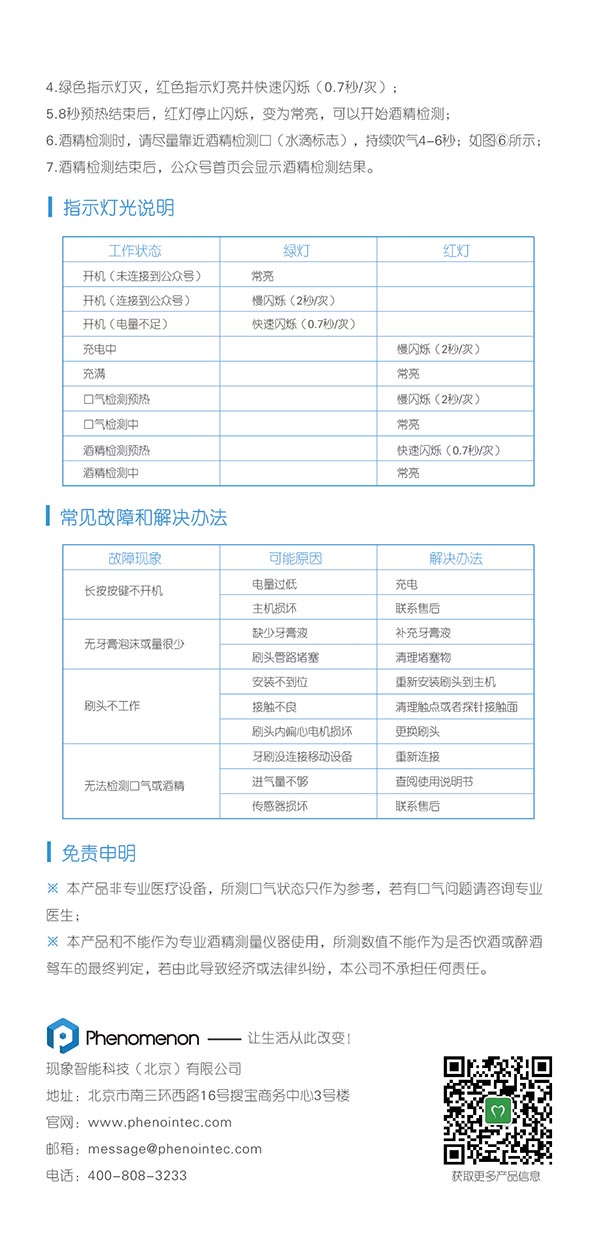 4.绿色指示灯灭，红色指示灯亮并快速闪烁（0.7秒/次）；
5.8秒预热结束后，红灯停止闪烁，变为常亮，可以开始酒精检测；
6.酒精检测时，请尽量靠近酒精检测口（水滴标志），持续吹气4-6秒；如图⑥所示；
7.酒精检测结束后，公众号首页会显示酒精检测结果。
指示灯光说明
工作状态 绿灯 红灯
开机（未连接到公众号） 常亮
开机（连接到公众号） 慢闪烁（2秒/次）
开机（电量不足） 快速闪烁（0.7秒/次）
充电中 慢闪烁（2秒/次）
充满 常亮
口气检测预热 慢闪烁（2秒/次）
口气检测中 常亮
酒精检测预热 快速闪烁（0.7秒/次）
酒精检测中 常亮
常见故障和解决办法
故障现象 可能原因 解决办法
长按按键不开机 电量过低 充电
主机损坏 联系售后
无牙膏泡沫或量很少 缺少牙膏液 补充牙膏液
刷头管路堵塞 清理堵塞物
刷头不工作 安装不到位 重新安装刷头到主机
接触不良 清理触点或者探针接触面
刷头内偏心电机损坏 更换刷头
无法检测口气或酒精 牙刷没连接移动设备 重新连接
进气量不够 查阅使用说明书
传感器损坏 联系售后
免责申明
※ 本产品非专业医疗设备，所测口气状态只作为参考，若有口气问题请咨询专业
医生；
※ 本产品和不能作为专业酒精测量仪器使用，所测数值不能作为是否饮酒或醉酒
驾车的最终判定，若由此导致经济或法律纠纷，本公司不承担任何责任。
Phenomenon —— 让生活从此改变！
现象智能科技（北京）有限公司
地址：北京市南三环西路16号搜宝商务中心3号楼
官网：www.phenointec.com
邮箱：message@phenointec.com
电话：400-808-3233
获取更多产品信息